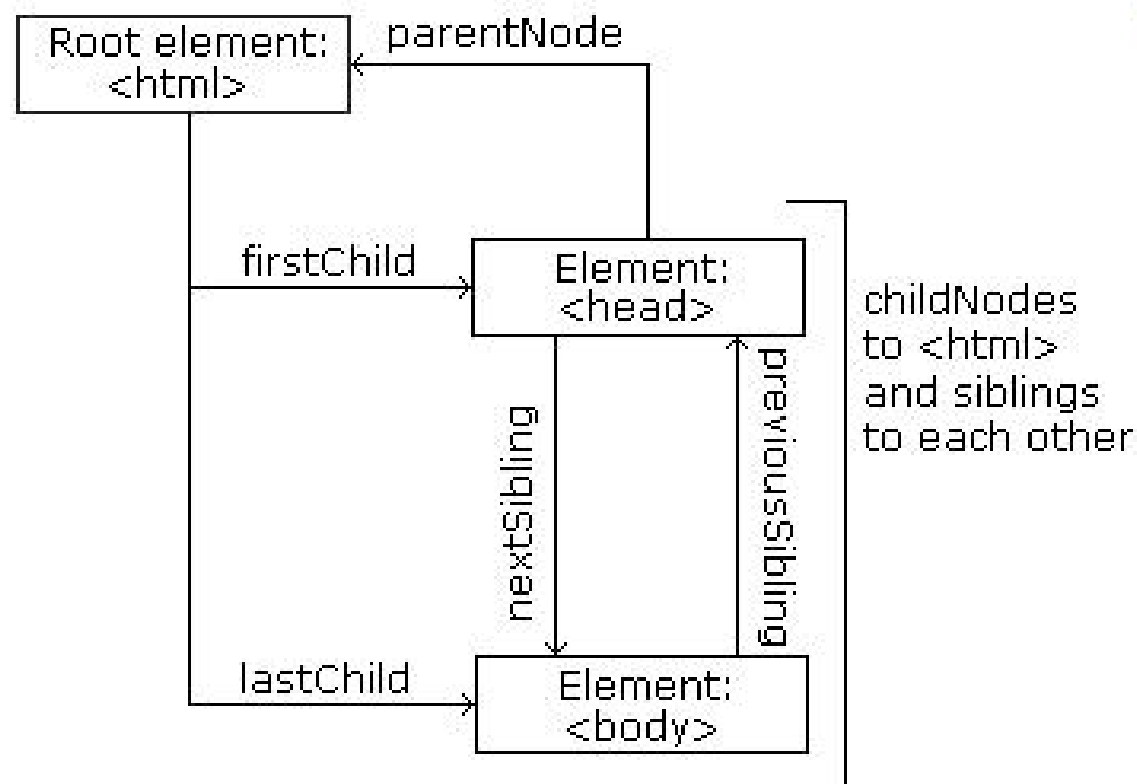 Root element:
<html>
parentNode
firstChild
Element:
<head>
childNodes
to <html>
and siblings
to each other
nextSibling
previousSibling
lastChild
Element:
<body>